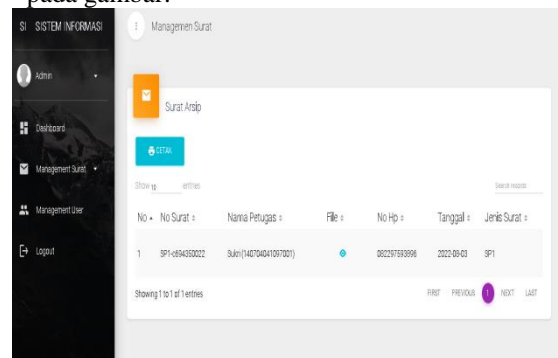 pada gambar.
SI SISTEM INFORMASI
Managemen Surat
Admin
Surat Arsip
Dashboard
CETAK
Management Surat
Show 10 entries
Search records
Management User
No No Surat Nama Petugas File No Hp Tanggal Jenis Surat
Logout
1 SP1-c694350022 Sukri (140704041097001) 082297593896 2022-08-03 SP1
Showing 1 to 1 of 1 entries
FIRST PREVIOUS 1 NEXT LAST